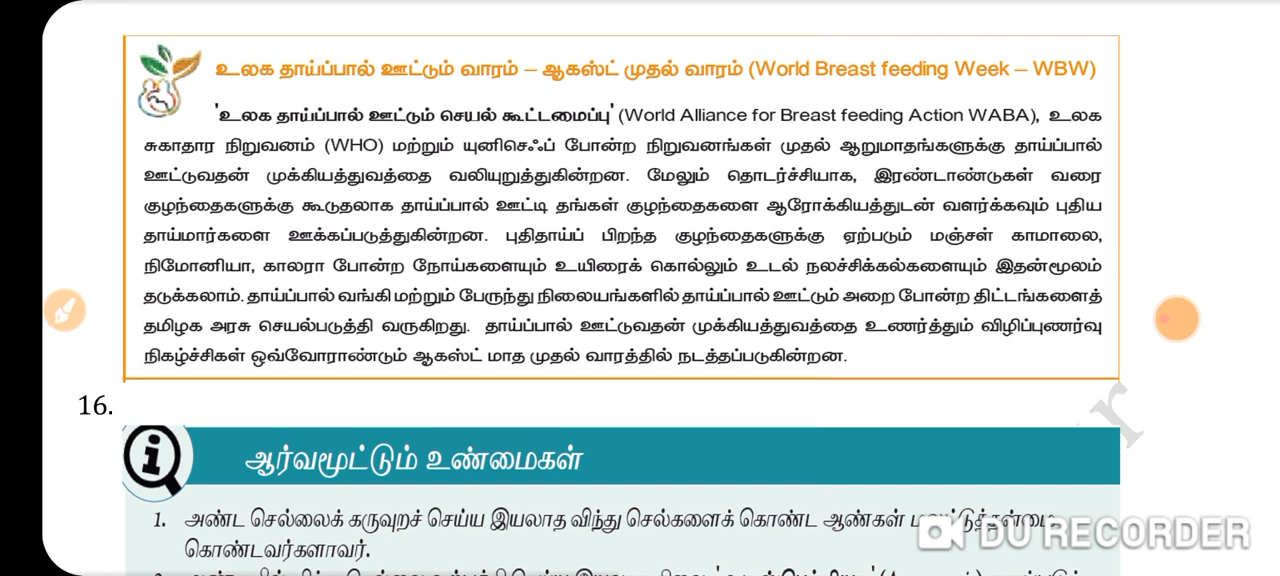 உலக தாய்ப்பால் ஊட்டும் வாரம் – ஆகஸ்ட் முதல் வாரம் (World Breast feeding Week – WBW)
'உலக தாய்ப்பால் ஊட்டும் செயல் கூட்டமைப்பு' (World Alliance for Breast feeding Action WABA), உலக
சுகாதார நிறுவனம் (WHO) மற்றும் யுனிசெஃப் போன்ற நிறுவனங்கள் முதல் ஆறுமாதங்களுக்கு தாய்ப்பால்
ஊட்டுவதன் முக்கியத்துவத்தை வலியுறுத்துகின்றன. மேலும் தொடர்ச்சியாக, இரண்டாண்டுகள் வரை
குழந்தைகளுக்கு கூடுதலாக தாய்ப்பால் ஊட்டி தங்கள் குழந்தைகளை ஆரோக்கியத்துடன் வளர்க்கவும் புதிய
தாய்மார்களை ஊக்கப்படுத்துகின்றன. புதிதாய்ப் பிறந்த குழந்தைகளுக்கு ஏற்படும் மஞ்சள் காமாலை,
நிமோனியா, காலரா போன்ற நோய்களையும் உயிரைக் கொல்லும் உடல் நலச்சிக்கல்களையும் இதன்மூலம்
தடுக்கலாம். தாய்ப்பால் வங்கி மற்றும் பேருந்து நிலையங்களில் தாய்ப்பால் ஊட்டும் அறை போன்ற திட்டங்களைத்
தமிழக அரசு செயல்படுத்தி வருகிறது. தாய்ப்பால் ஊட்டுவதன் முக்கியத்துவத்தை உணர்த்தும் விழிப்புணர்வு
நிகழ்ச்சிகள் ஒவ்வோராண்டும் ஆகஸ்ட் மாத முதல் வாரத்தில் நடத்தப்படுகின்றன.
16.
ஆர்வமூட்டும் உண்மைகள்
1. அண்ட செல்லைக் கருவுறச் செய்ய இயலாத விந்து செல்களைக் கொண்ட ஆண்கள்
கொண்டவர்களாவர்.
DU RECORDER